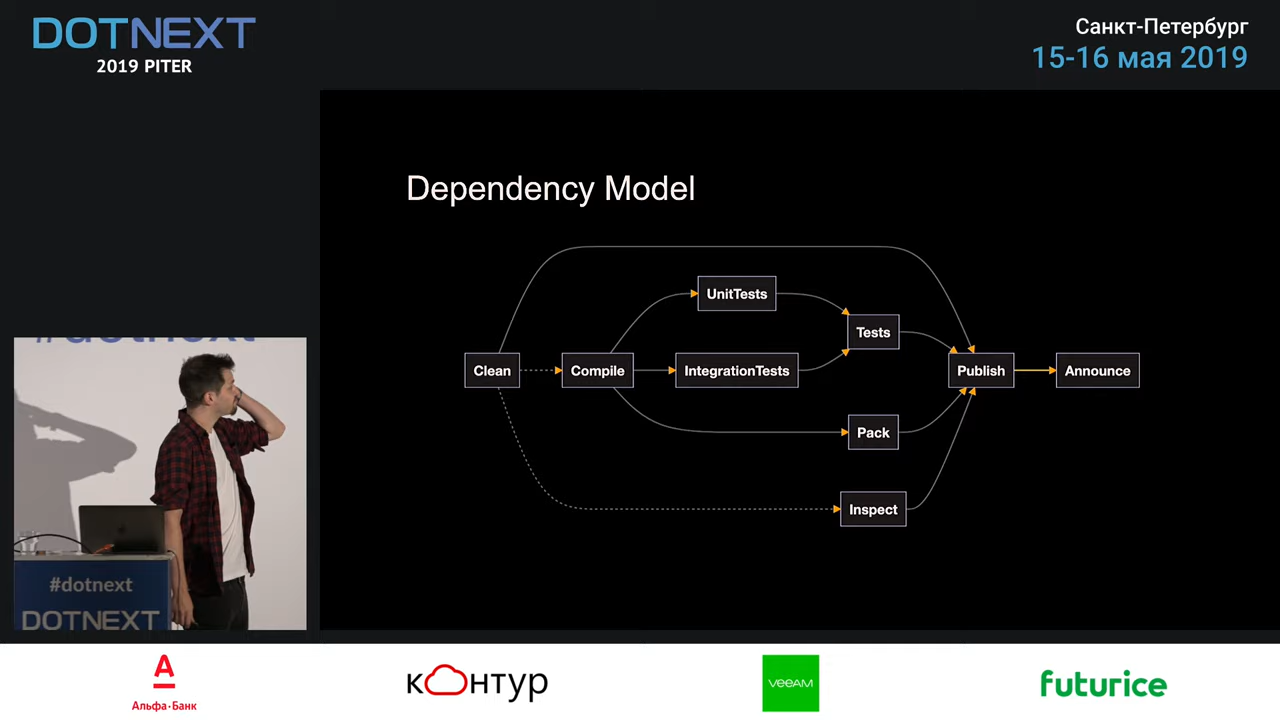 DOTNEXT
2019 PITER
Санкт-Петербург
15-16 мая 2019
Dependency Model
UnitTests
Tests
Clean
Compile
IntegrationTests
Publish
Announce
Pack
Inspect
#dotnext
#dotnext
DOTNEXT
Альфа·Банк
контур
veeam
futurice